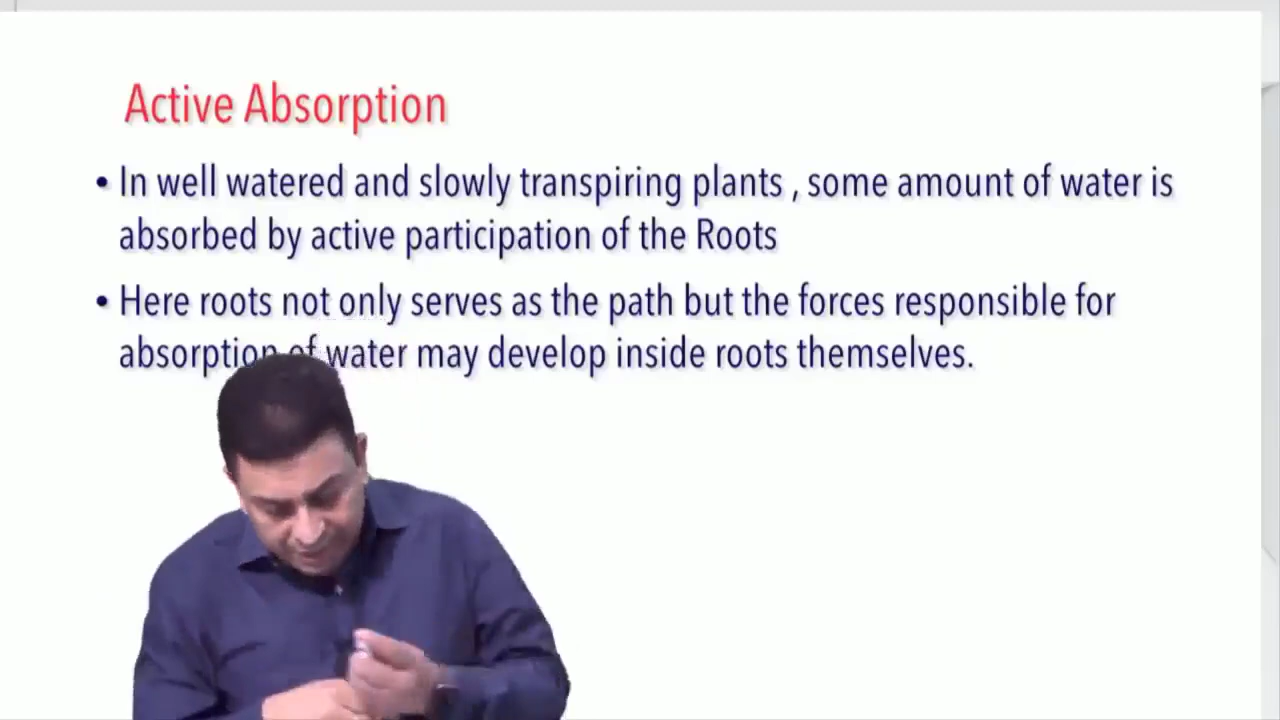 Active Absorption
• In well watered and slowly transpiring plants , some amount of water is
absorbed by active participation of the Roots
• Here roots not only serves as the path but the forces responsible for
absorption of water may develop inside roots themselves.